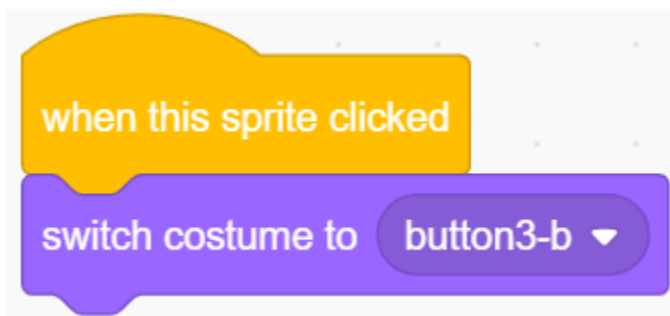 when this sprite clicked
switch costume to button3-b